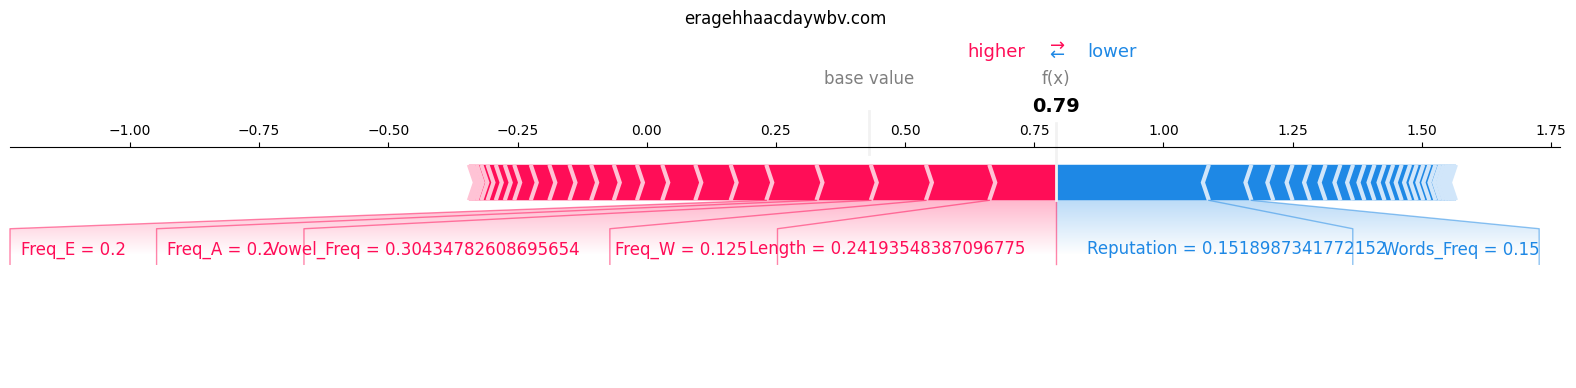 eragehhaacdaywbv.com
higher → ← lower
base value f(x)
0.79
−1.00 −0.75 −0.50 −0.25 0.00 0.25 0.50 0.75 1.00 1.25 1.50 1.75
Freq_E = 0.2 Freq_A = 0.2 Vowel_Freq = 0.30434782608695654 Freq_W = 0.125 Length = 0.24193548387096775 Reputation = 0.1518987341772152 Words_Freq = 0.15